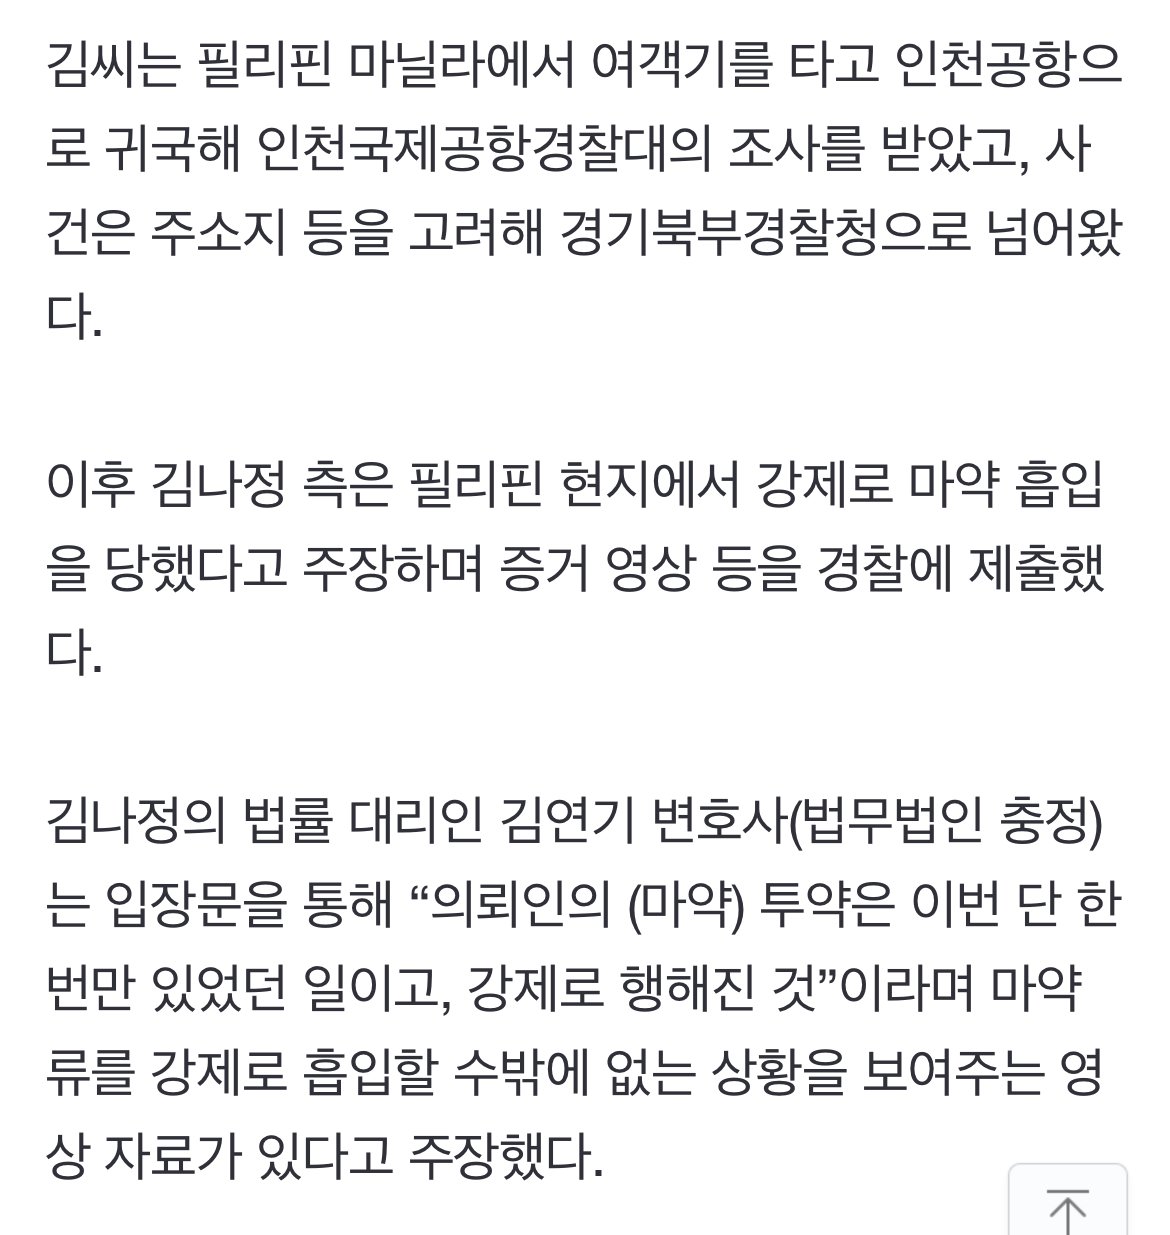 김씨는 필리핀 마닐라에서 여객기를 타고 인천공항으
로 귀국해 인천국제공항경찰대의 조사를 받았고, 사
건은 주소지 등을 고려해 경기북부경찰청으로 넘어왔
다.
이후 김나정 측은 필리핀 현지에서 강제로 마약 흡입
을 당했다고 주장하며 증거 영상 등을 경찰에 제출했
다.
김나정의 법률 대리인 김연기 변호사(법무법인 충정)
는 입장문을 통해 “의뢰인의 (마약) 투약은 이번 단 한
번만 있었던 일이고, 강제로 행해진 것”이라며 마약
류를 강제로 흡입할 수밖에 없는 상황을 보여주는 영
상 자료가 있다고 주장했다.